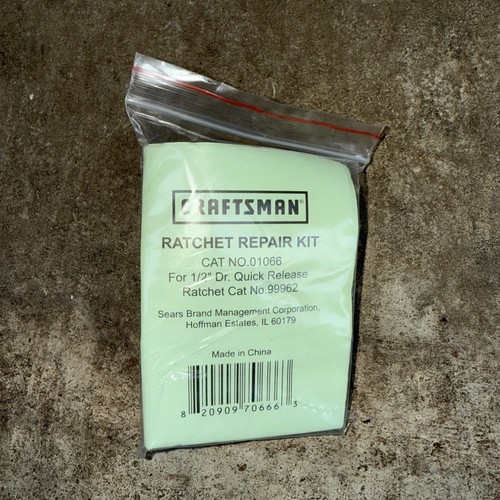 CRAFTSMAN
RATCHET REPAIR KIT
CAT NO.01066
For 1/2" Dr. Quick Release
Ratchet Cat No.99962
Sears Brand Management Corporation,
Hoffman Estates, IL 60179
Made in China
8 20909 70666 3